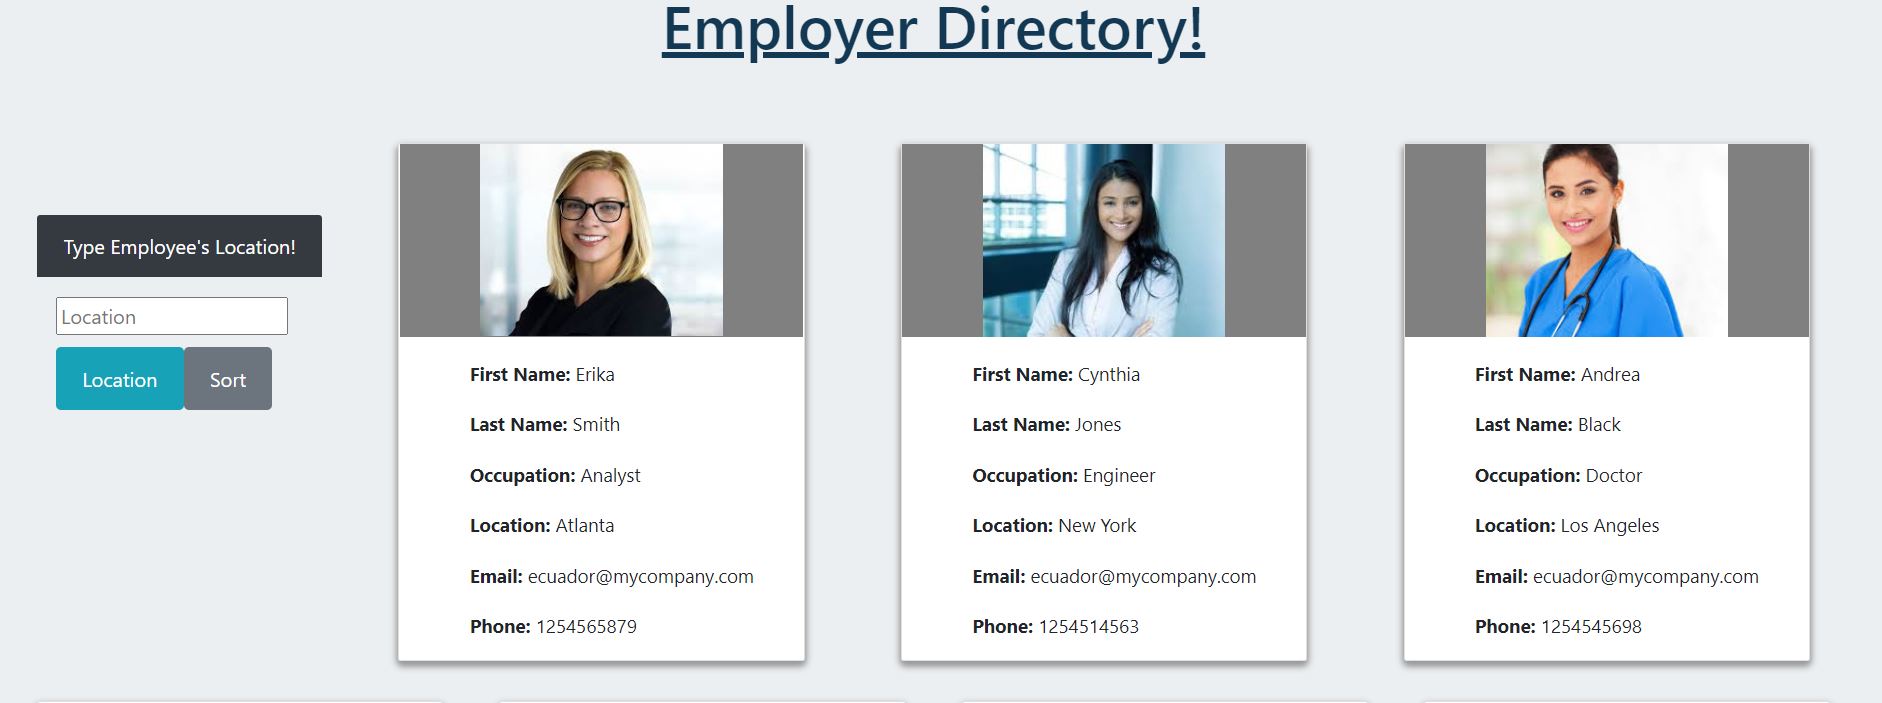 Employer Directory!
Type Employee's Location!
Location
Location
Sort
First Name: Erika
Last Name: Smith
Occupation: Analyst
Location: Atlanta
Email: ecuador@mycompany.com
Phone: 1254565879
First Name: Cynthia
Last Name: Jones
Occupation: Engineer
Location: New York
Email: ecuador@mycompany.com
Phone: 1254514563
First Name: Andrea
Last Name: Black
Occupation: Doctor
Location: Los Angeles
Email: ecuador@mycompany.com
Phone: 1254545698